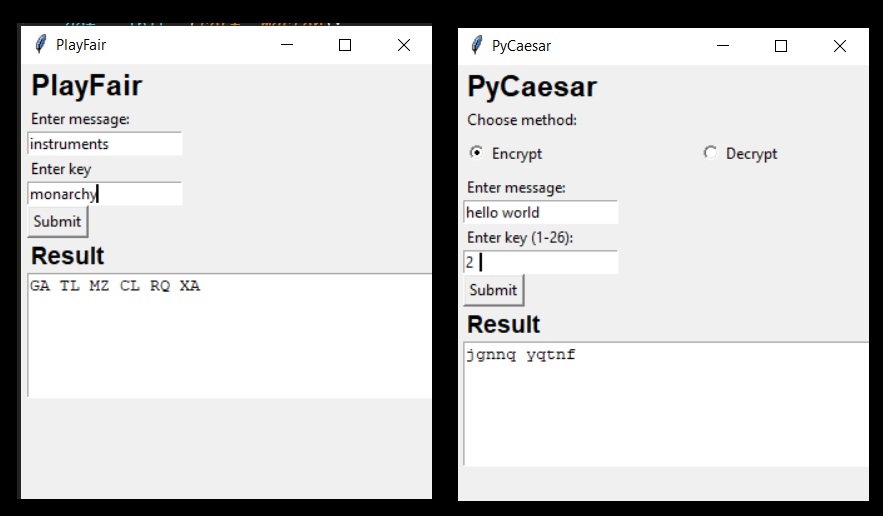 PlayFair
PlayFair
Enter message:
instruments
Enter key
monarchy
Submit
Result
GA TL MZ CL RQ XA
PyCaesar
PyCaesar
Choose method:
Encrypt Decrypt
Enter message:
hello world
Enter key (1-26):
2
Submit
Result
jgnnq yqtnf